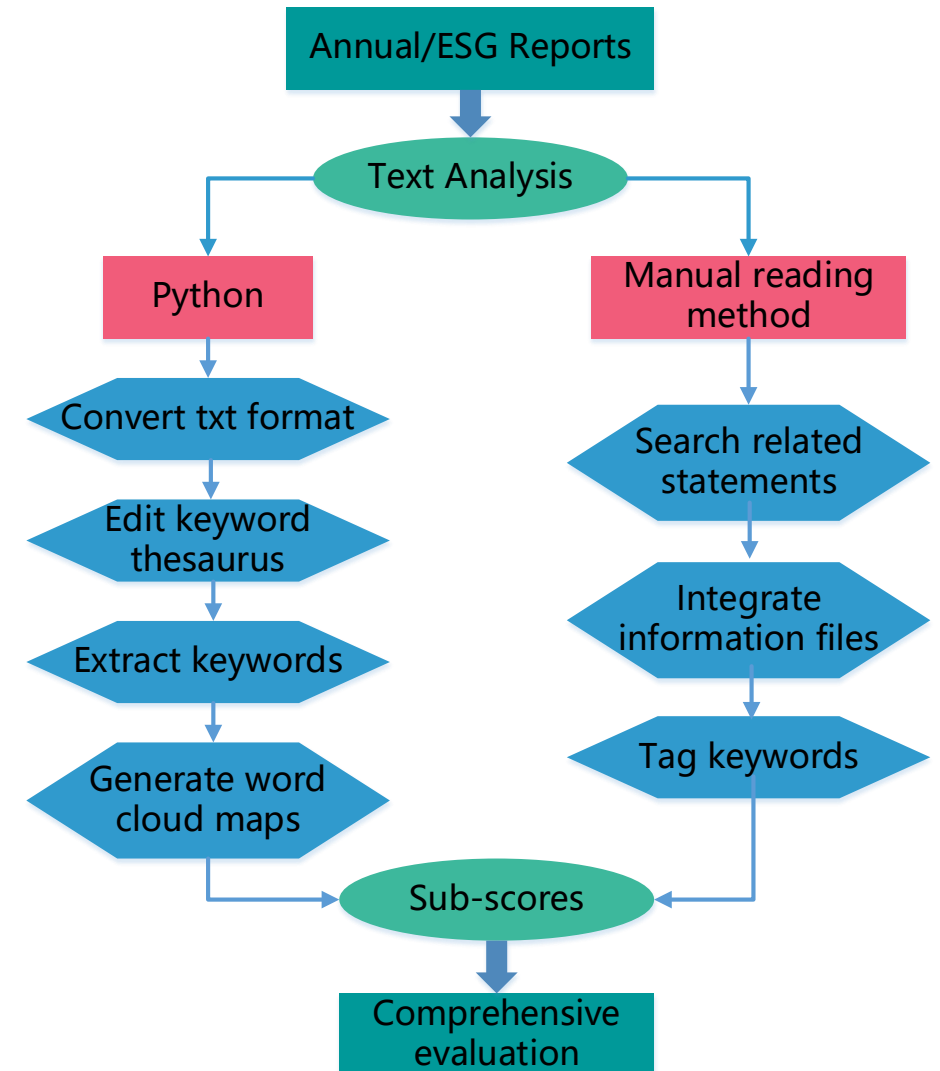 Annual/ESG Reports
Text Analysis
Python
Manual reading
method
Convert txt format
Edit keyword
thesaurus
Extract keywords
Generate word
cloud maps
Search related
statements
Integrate
information files
Tag keywords
Sub-scores
Comprehensive
evaluation